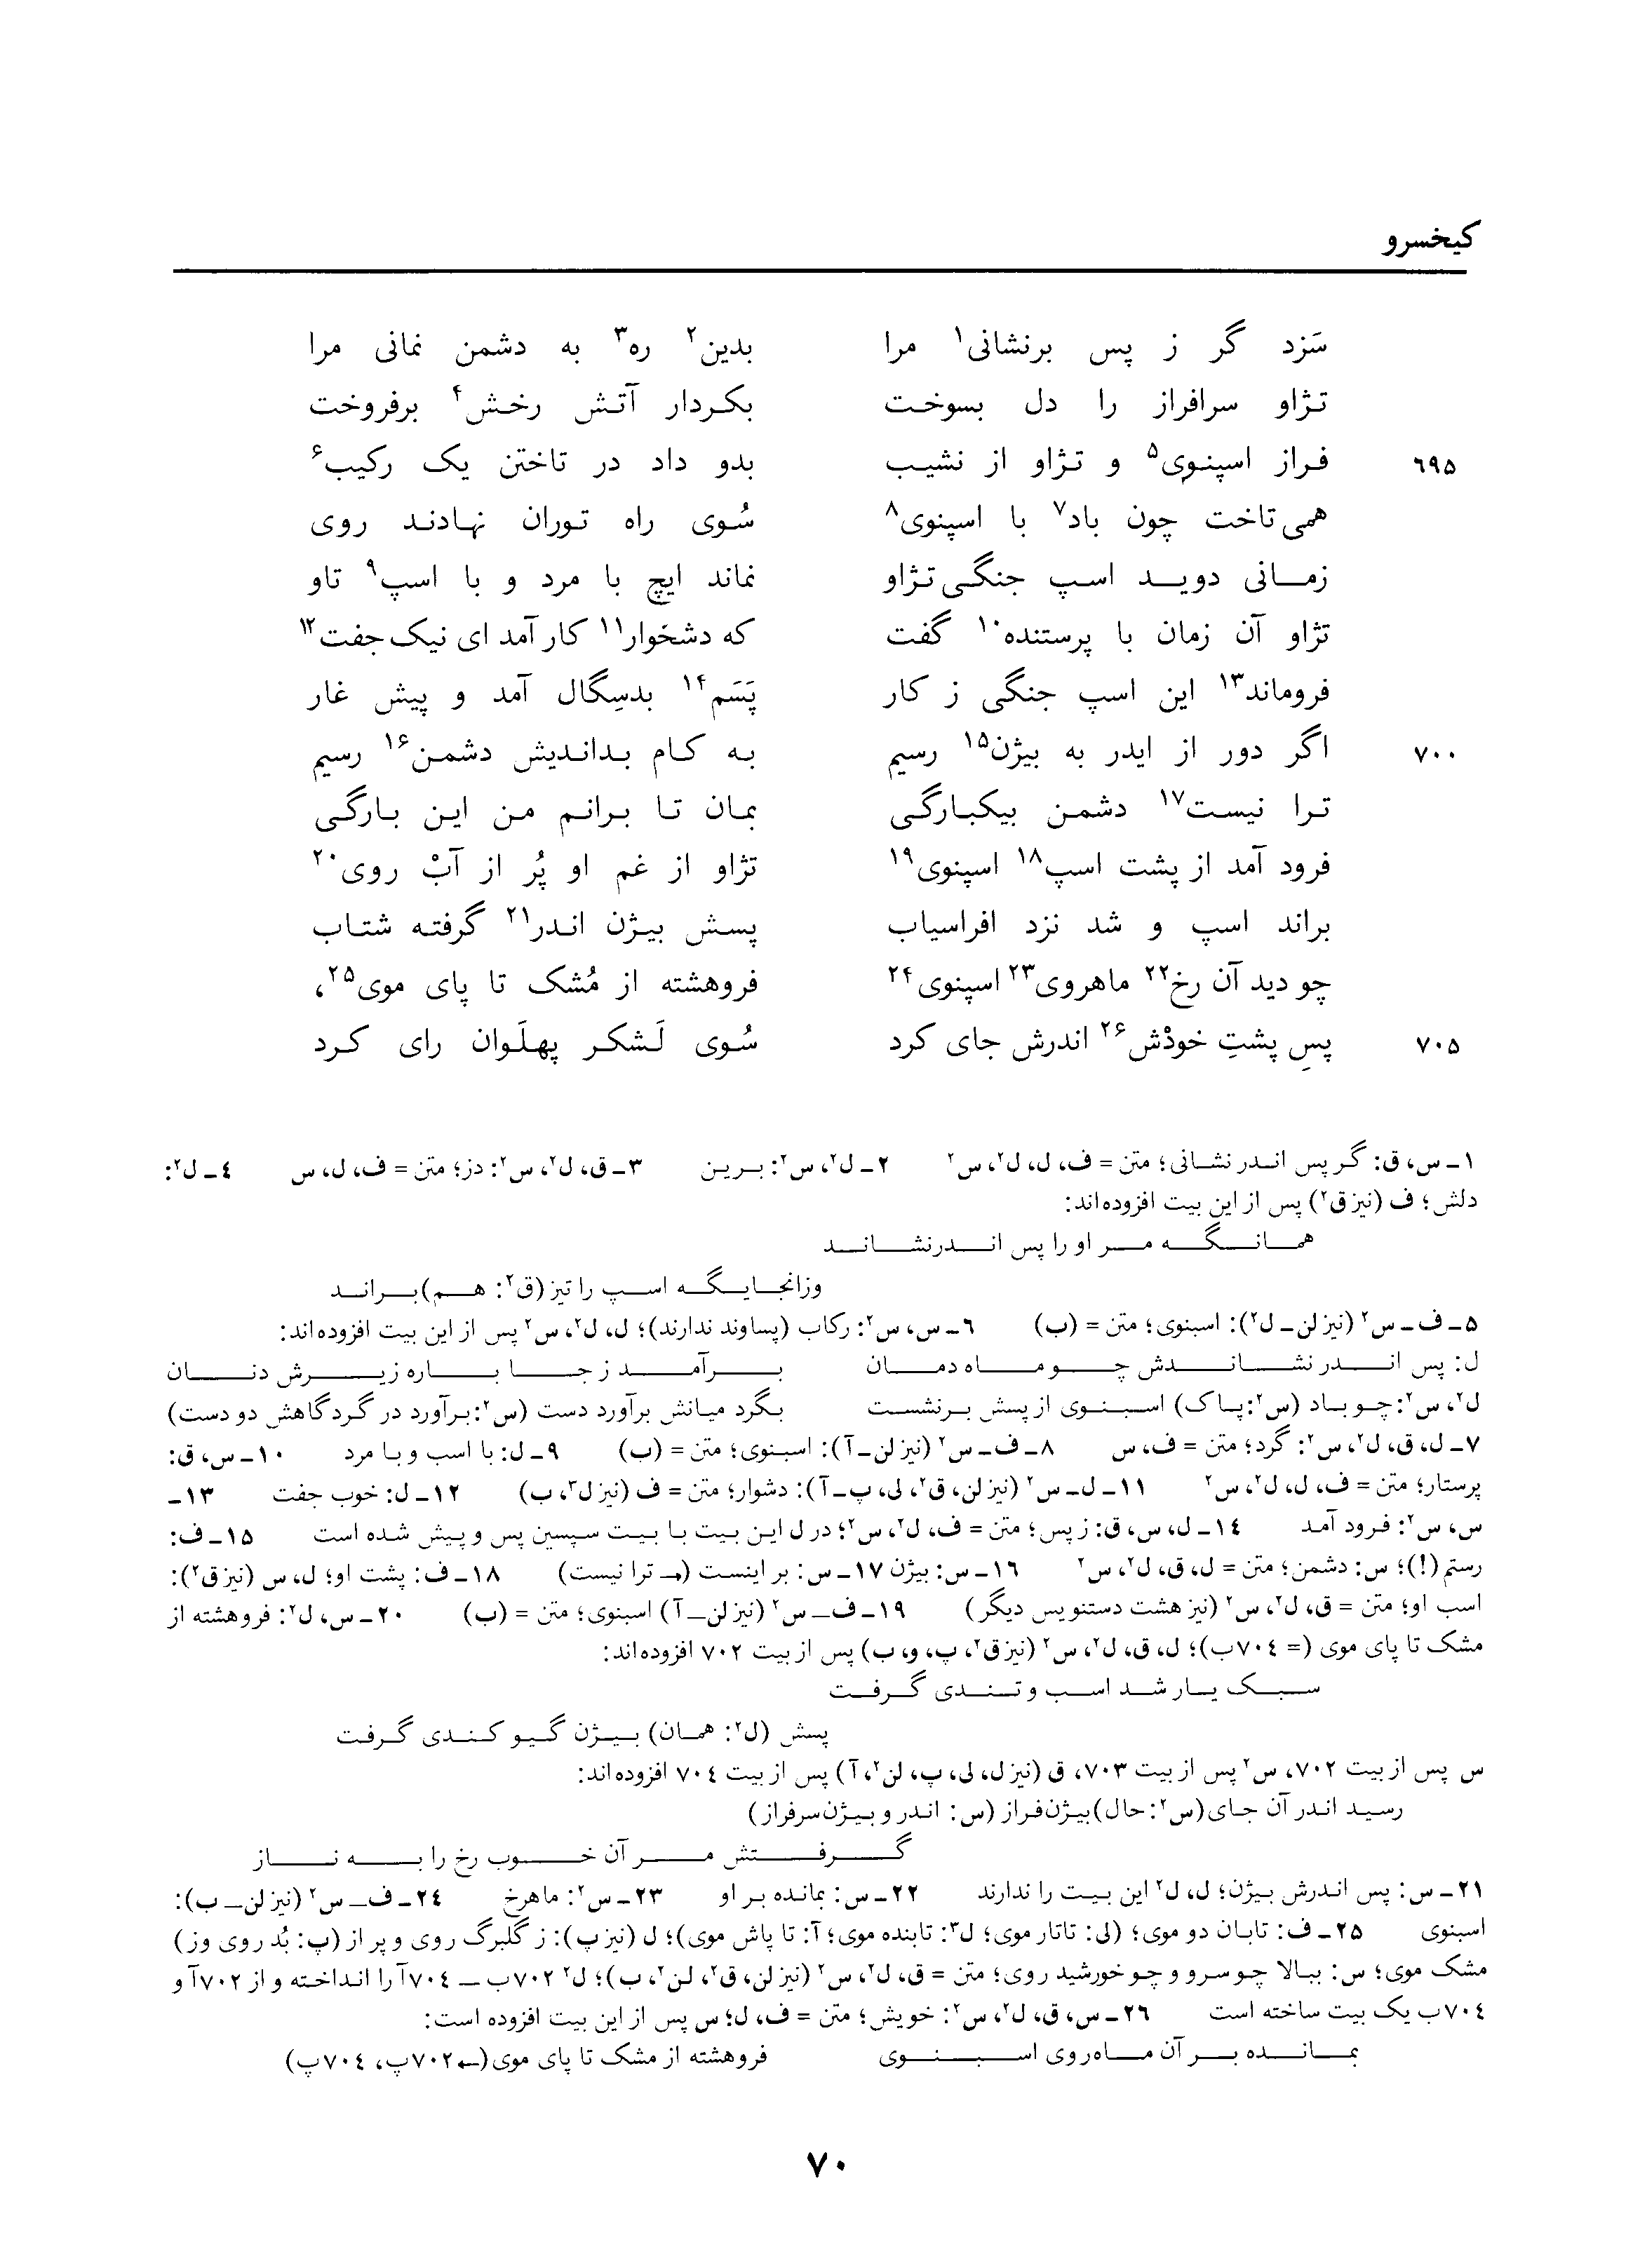 کیخسرو
سَزد گر ز پس برنشانی۱ مرا بدین۲ ره۳ به دشمن نمانی مرا
تژاو سرافراز را دل بسوخت بکردار آتش رخش۴ برفروخت
۶۹۵ فراز اسپنوی۵ و تژاو از نشیب بدو داد در تاختن یک رکیب۶
همی‌تاخت چون باد۷ با اسپنوی۸ سُوی راه توران نهادند روی
زمانی دوید اسپ جنگی تژاو نماند ایچ با مرد و با اسپ۹ تاو
تژاو آن زمان با پرستنده۱۰ گفت که دشخوار۱۱ کار آمد ای نیک‌جفت۱۲
فروماند۱۳ این اسپ جنگی ز کار پَسَم۱۴ بدسِگال آمد و پیش غار
۷۰۰ اگر دور از ایدر به بیژن۱۵ رسیم به کام بداندیش دشمن۱۶ رسیم
ترا نیست۱۷ دشمن بیکبارگی بمان تا برانم من این بارگی
فرود آمد از پشت اسپ۱۸ اسپنوی۱۹ تژاو از غم او پُر از آبْ روی۲۰
براند اسپ و شد نزد افراسیاب پسش بیژن اندر۲۱ گرفته شتاب
چو دید آن رخ۲۲ ماهروی۲۳ اسپنوی۲۴ فروهشته از مُشک تا پای موی۲۵،
۷۰۵ پسِ پشتِ خودْش۲۶ اندرش جای کرد سُوی لَشکر پهلَوان رای کرد
۱ـ س، ق: گر پس اندر نشانی؛ متن = ف، ل، ل۲، س۲ ۲ـ ل۲، س۲: برین ۳ـ ق، ل۲، س۲: دز؛ متن = ف، ل، س ٤ـ ل۲:
دلش؛ ف (نیز ق۲) پس از این بیت افزوده‌اند:
همانگه مر او را پس اندرنشاند
وزانجایگه اسپ را تیز (ق۲: هم) براند
۵ـ ف ـ س۲ (نیز لن ـ ل۲): اسبنوی؛ متن = (ب) ٦ـ س، س۲: رکاب (پساوند ندارند)؛ ل، ل۲، س۲ پس از این بیت افزوده‌اند:
ل: پس اندر نشاندش چو ماه دمان برآمد ز جا باره زیرش دنان
ل۲، س۲: چو باد (س۲: پاک) اسبنوی از پسش برنشست بگرد میانش برآورد دست (س۲: برآورد در گردگاهش دو دست)
۷ـ ل، ق، ل۲، س۲: گرد؛ متن = ف، س ۸ـ ف ـ س۲ (نیز لن ـ آ): اسبنوی؛ متن = (ب) ۹ـ ل: با اسب و با مرد ۱۰ـ س، ق:
پرستار؛ متن = ف، ل، ل۲، س۲ ۱۱ـ ل ـ س۲ (نیز لن، ق۲، لی، پ ـ آ): دشوار؛ متن = ف (نیز ل۳، ب) ۱۲ـ ل: خوب جفت ۱۳ـ
س، س۲: فرود آمد ۱٤ـ ل، س، ق: ز پس؛ متن = ف، ل۲، س۲؛ در ل این بیت با بیت سپسین پس و پیش شده است ۱۵ـ ف:
رستم (!)؛ س: دشمن؛ متن = ل، ق، ل۲، س۲ ۱٦ـ س: بیژن ۱۷ـ س: بر اینست (← ترا نیست) ۱۸ـ ف: پشت او؛ ل، س (نیز ق۲):
اسب او؛ متن = ق، ل۲، س۲ (نیز هشت دستنویس دیگر) ۱۹ـ ف ـ س۲ (نیز لن ـ آ) اسبنوی؛ متن = (ب) ۲۰ـ س، ل۲: فروهشته از
مشک تا پای موی (= ۷۰٤ب)؛ ل، ق، ل۲، س۲ (نیز ق۲، پ، و، ب) پس از بیت ۷۰۲ افزوده‌اند:
سبک یار شد اسب و تندی گرفت
پسش (ل۲: همان) بیژن گیو کندی گرفت
س پس از بیت ۷۰۲، س۲ پس از بیت ۷۰۳، ق (نیز ل، لی، پ، لن۲، آ) پس از بیت ۷۰٤ افزوده‌اند:
رسید اندر آن جای (س۲: حال) بیژن فراز (س: اندر و بیژن سرفراز)
گرفتش مر آن خوب رخ را به ناز
۲۱ـ س: پس اندرش بیژن؛ ل، ل۲ این بیت را ندارند ۲۲ـ س: بمانده بر او ۲۳ـ س۲: ماهرخ ۲٤ـ ف ـ س۲ (نیز لن ـ ب):
اسبنوی ۲۵ـ ف: تابان دو موی؛ (لی: تاتار موی؛ ل۳: تابنده موی؛ آ: تا پاش موی)؛ ل (نیز پ): ز گلبرگ روی و پر از (پ: بُد روی وز)
مشک موی؛ س: ببالا چو سرو و چو خورشید روی؛ متن = ق، ل۲، س۲ (نیز لن، ق۲، لن۲، ب)؛ ل۲ ۷۰۲ب ـ ۷۰٤آ را انداخته و از ۷۰۲آ و
۷۰٤ب یک بیت ساخته است ۲٦ـ س، ق، ل۲، س۲: خویش؛ متن = ف، ل؛ س پس از این بیت افزوده است:
بمانده بر آن ماه‌روی اسبنوی فروهشته از مشک تا پای موی (←۷۰۲پ، ۷۰٤پ)
۷۰